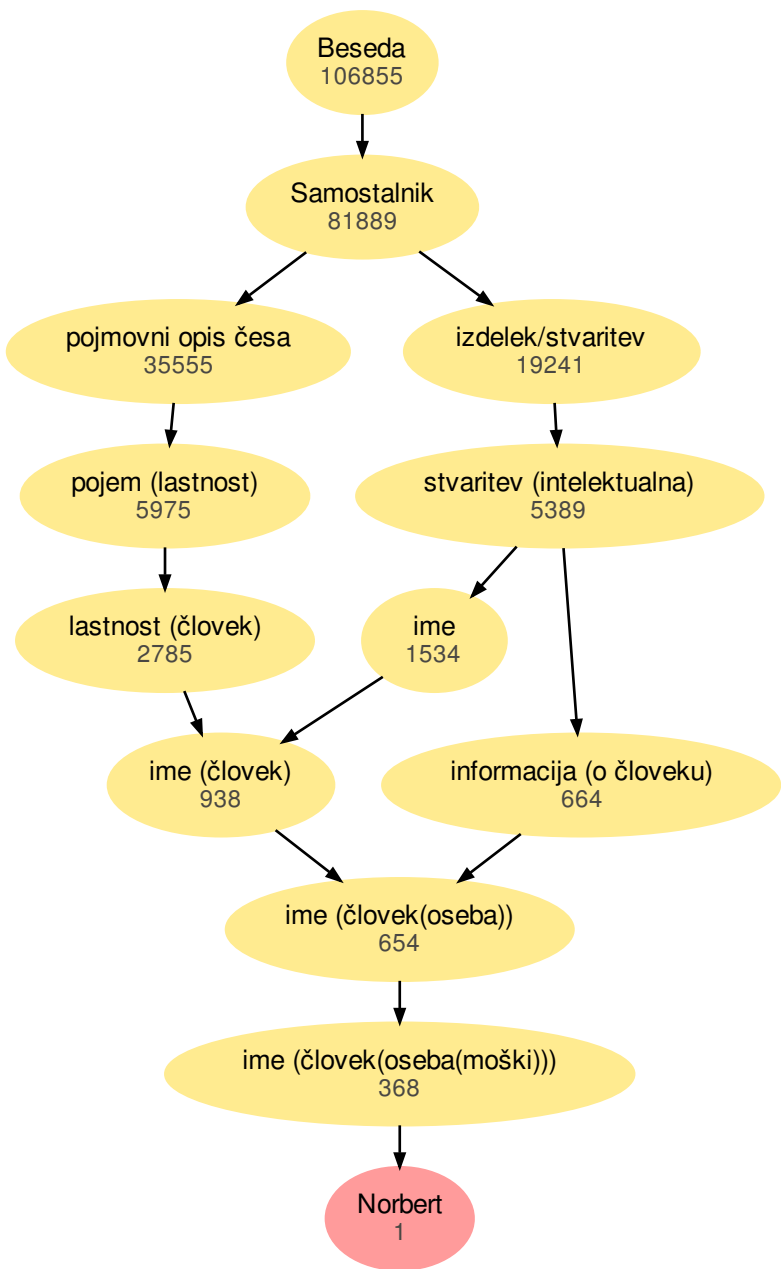 Beseda
106855
Samostalnik
81889
pojmovni opis česa
35555
izdelek/stvaritev
19241
pojem (lastnost)
5975
stvaritev (intelektualna)
5389
lastnost (človek)
2785
ime
1534
ime (človek)
938
informacija (o človeku)
664
ime (človek(oseba))
654
ime (človek(oseba(moški)))
368
Norbert
1